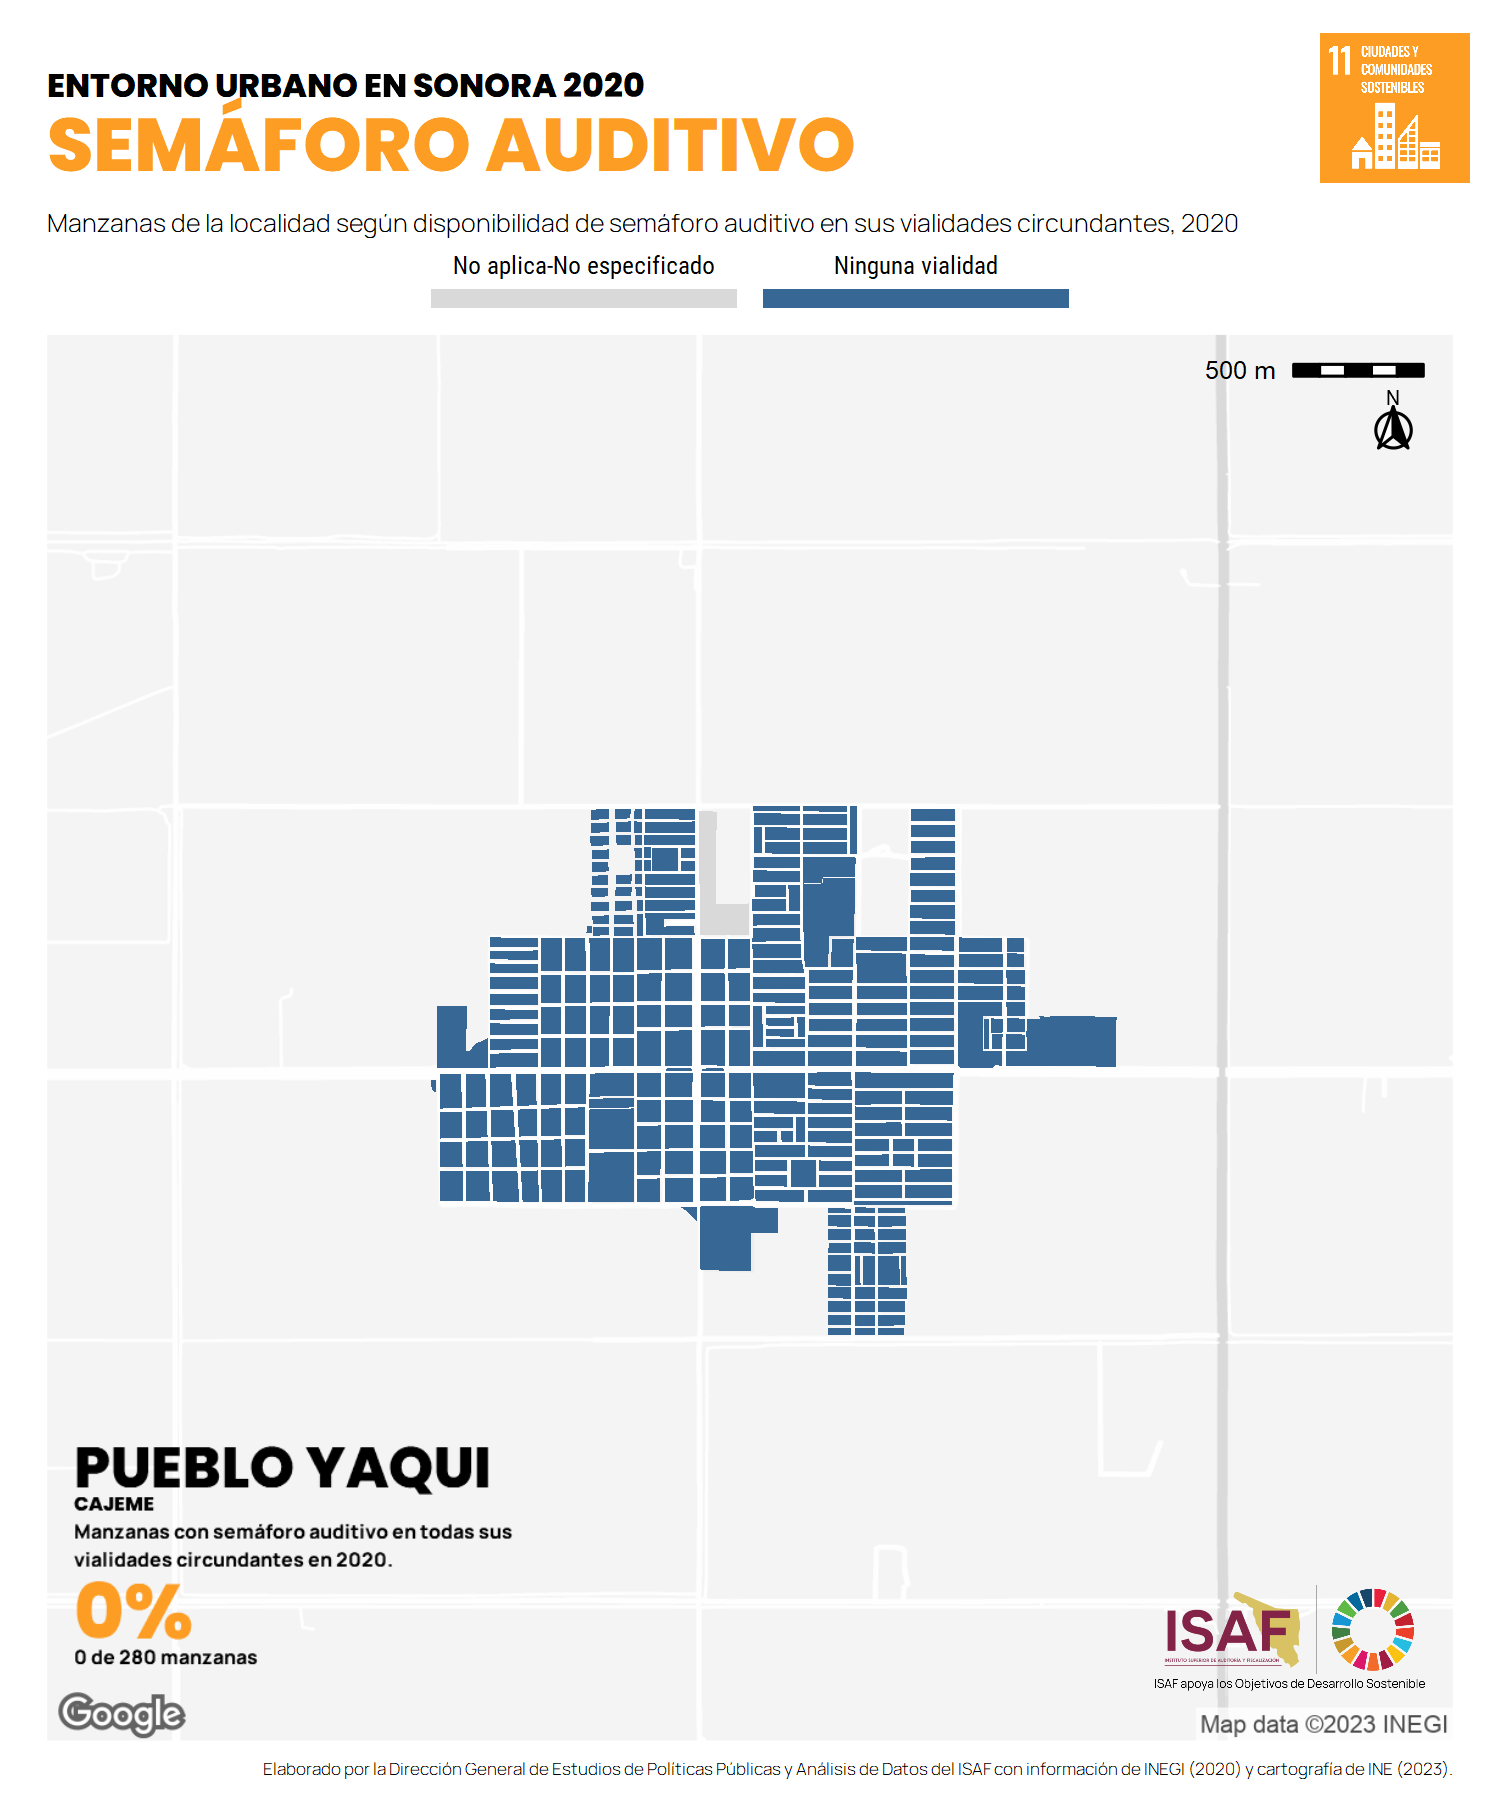 ENTORNO URBANO EN SONORA 2020
SEMÁFORO AUDITIVO
11 CIUDADES Y
COMUNIDADES
SOSTENIBLES
Manzanas de la localidad según disponibilidad de semáforo auditivo en sus vialidades circundantes, 2020
No aplica-No especificado
Ninguna vialidad
500 m
N
PUEBLO YAQUI
CAJEME
Manzanas con semáforo auditivo en todas sus
vialidades circundantes en 2020.
0%
0 de 280 manzanas
ISAF
INSTITUTO SUPERIOR DE AUDITORÍA Y FISCALIZACIÓN
ISAF apoya los Objetivos de Desarrollo Sostenible
Google
Map data ©2023 INEGI
Elaborado por la Dirección General de Estudios de Políticas Públicas y Análisis de Datos del ISAF con información de INEGI (2020) y cartografía de INE (2023).